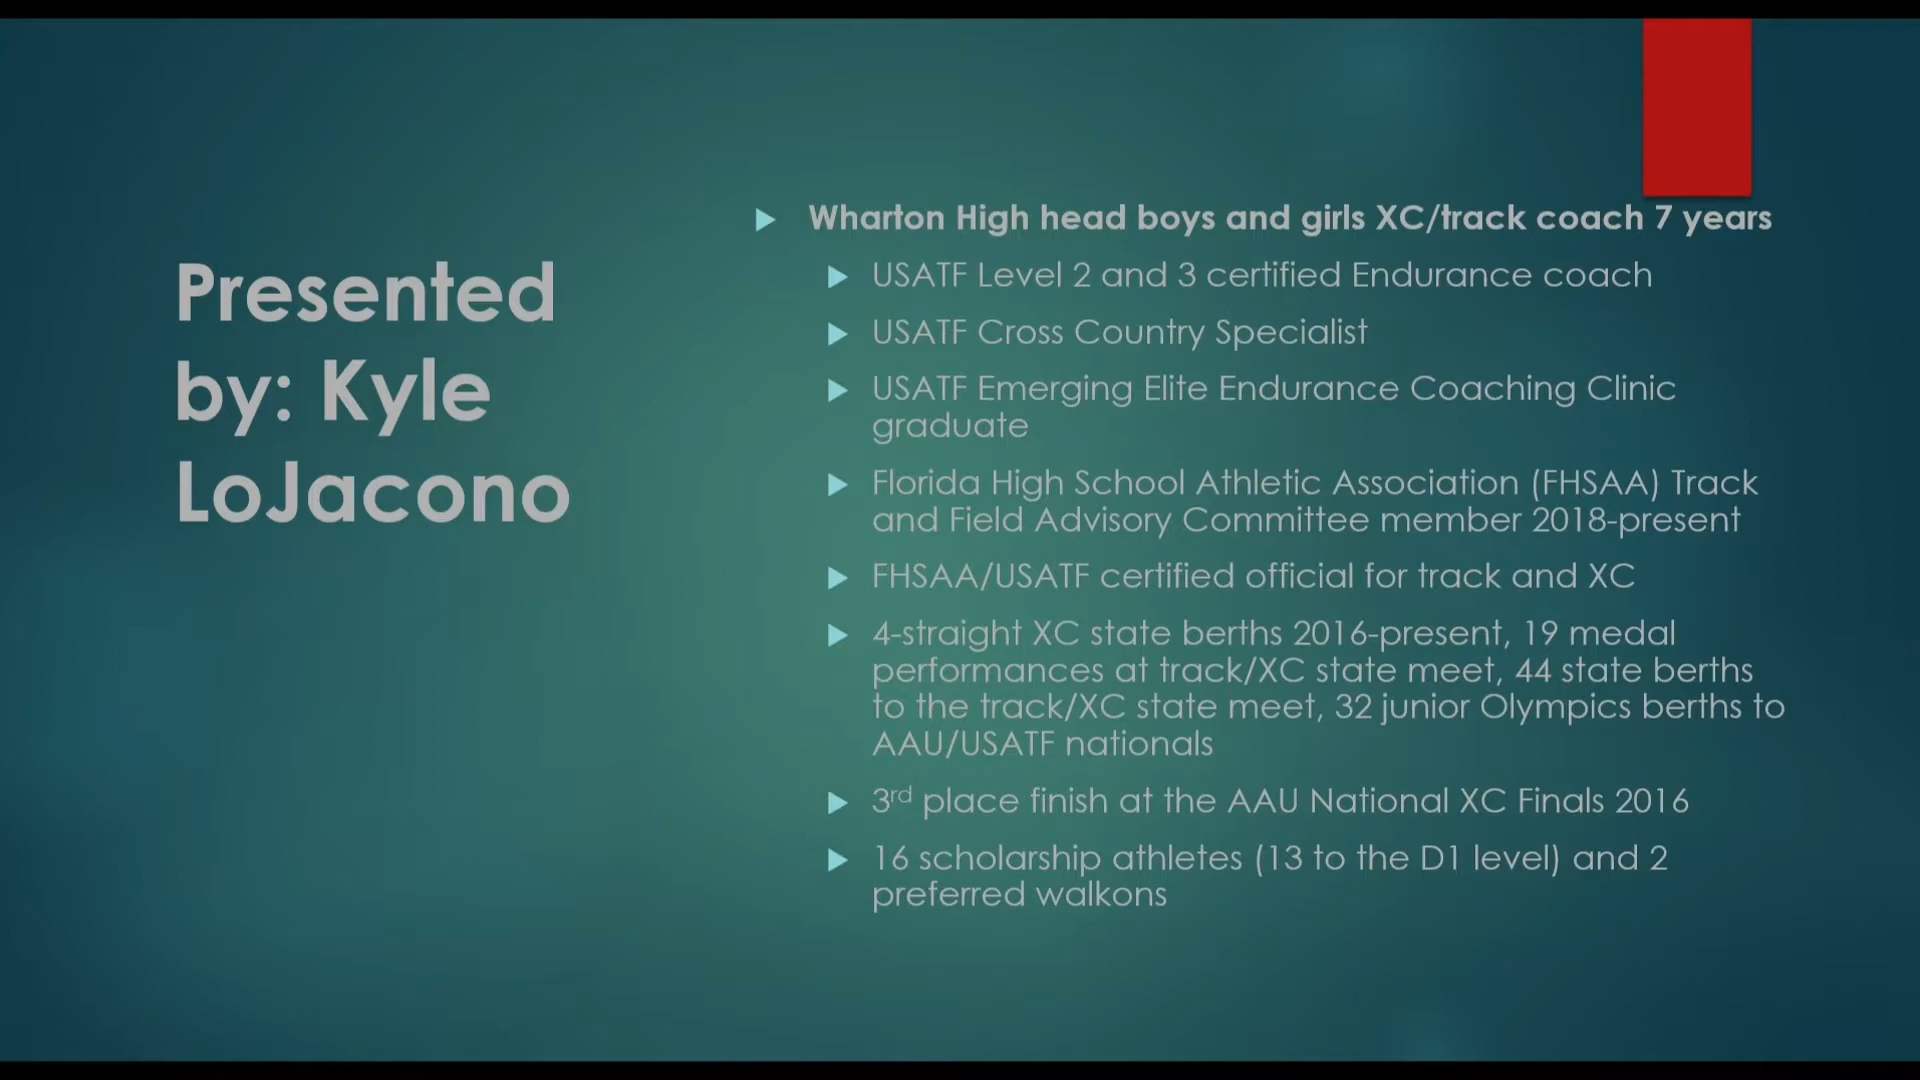 Presented
by: Kyle
LoJacono
Wharton High head boys and girls XC/track coach 7 years
USATF Level 2 and 3 certified Endurance coach
USATF Cross Country Specialist
USATF Emerging Elite Endurance Coaching Clinic
graduate
Florida High School Athletic Association (FHSAA) Track
and Field Advisory Committee member 2018-present
FHSAA/USATF certified official for track and XC
4-straight XC state berths 2016-present, 19 medal
performances at track/XC state meet, 44 state berths
to the track/XC state meet, 32 junior Olympics berths to
AAU/USATF nationals
3rd place finish at the AAU National XC Finals 2016
16 scholarship athletes (13 to the D1 level) and 2
preferred walkons